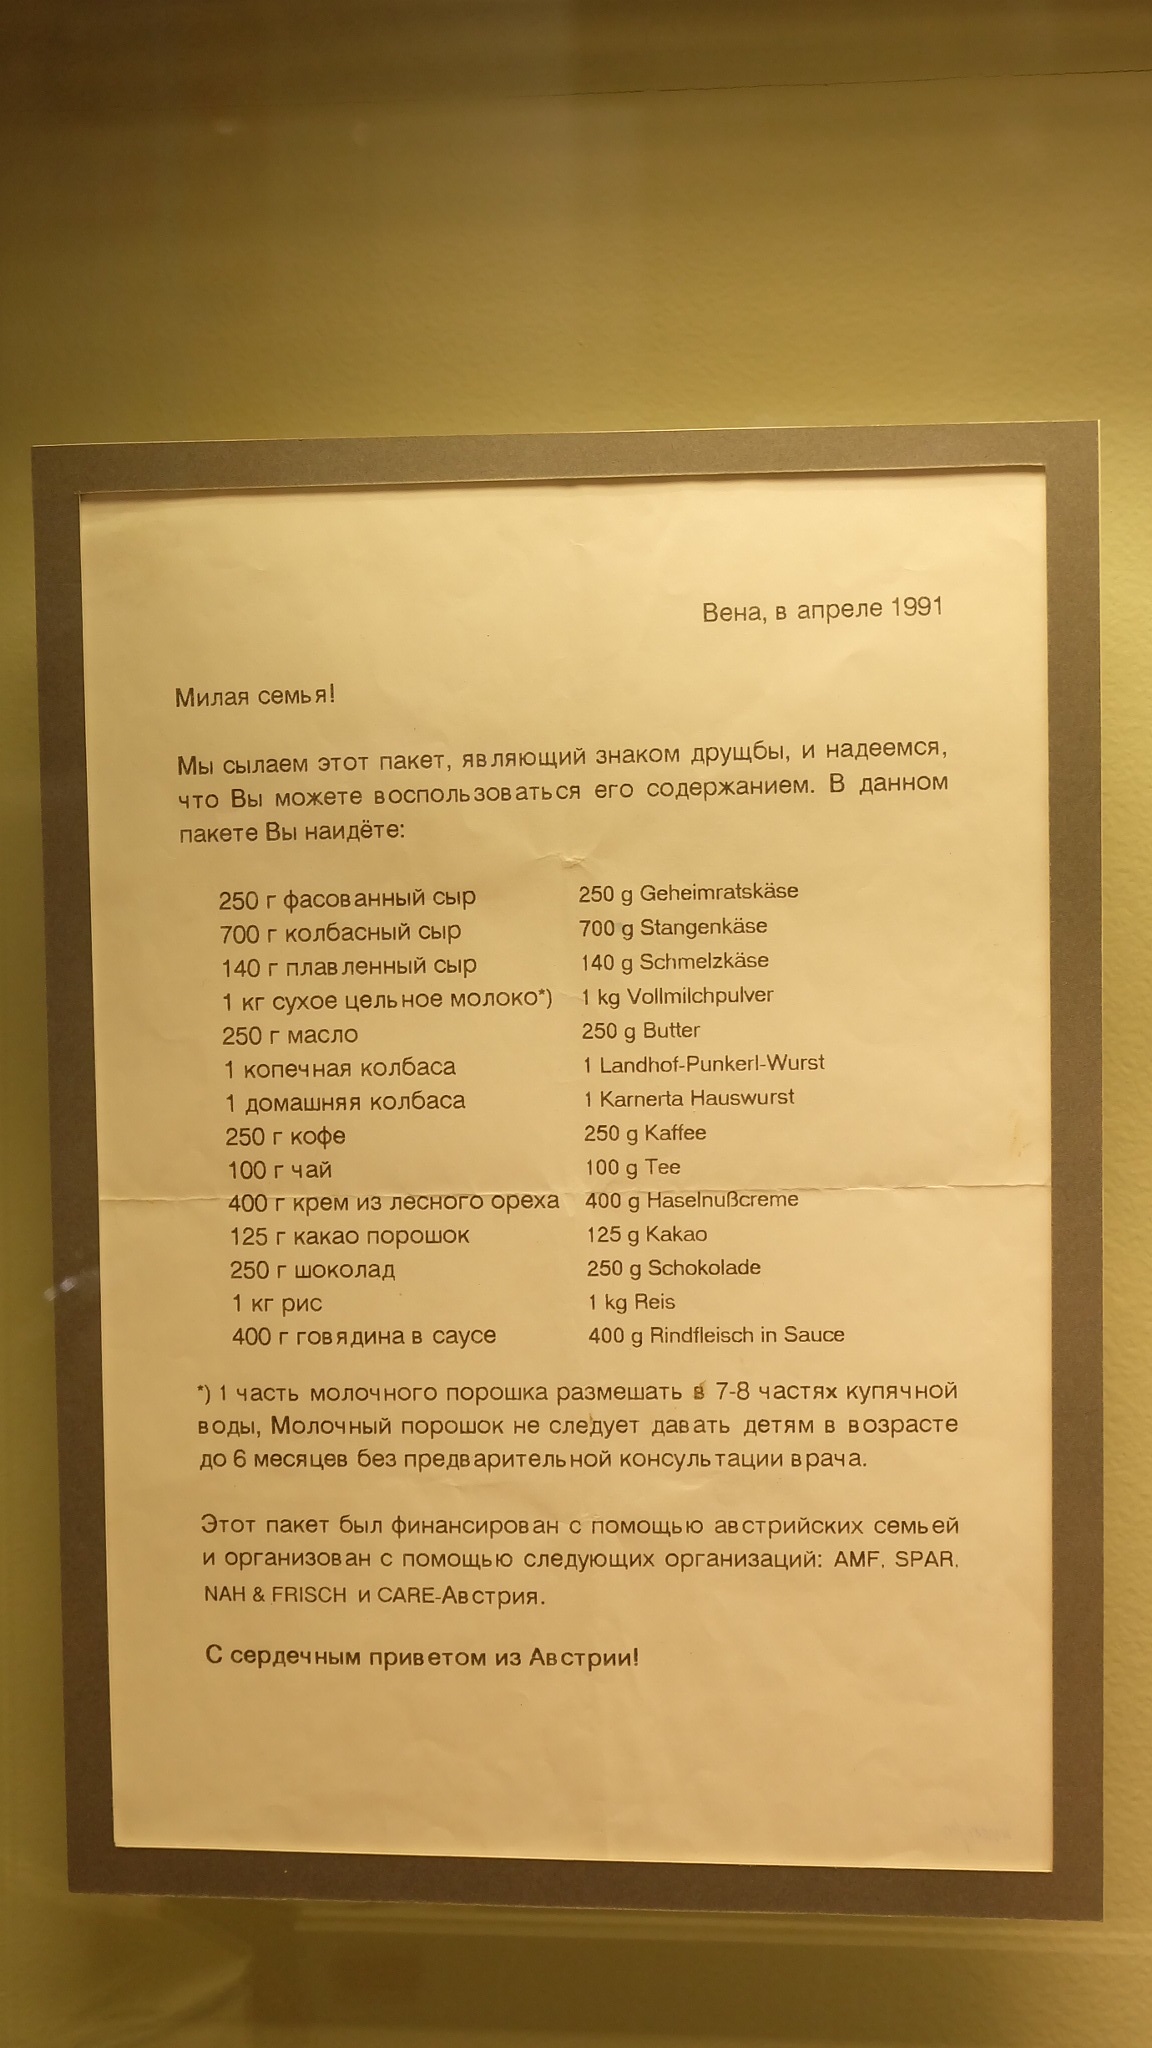 Вена, в апреле 1991
Милая семья!
Мы сылаем этот пакет, являющий знаком друщбы, и надеемся,
что Вы можете воспользоваться его содержанием. В данном
пакете Вы наидёте:
250 г фасованный сыр 250 g Geheimratskäse
700 г колбасный сыр 700 g Stangenkäse
140 г плавленный сыр 140 g Schmelzkäse
1 кг сухое цельное молоко*) 1 kg Vollmilchpulver
250 г масло 250 g Butter
1 копечная колбаса 1 Landhof-Punkerl-Wurst
1 домашняя колбаса 1 Karnerta Hauswurst
250 г кофе 250 g Kaffee
100 г чай 100 g Tee
400 г крем из лесного ореха 400 g Haselnußcreme
125 г какао порошок 125 g Kakao
250 г шоколад 250 g Schokolade
1 кг рис 1 kg Reis
400 г говядина в саусе 400 g Rindfleisch in Sauce
*) 1 часть молочного порошка размешать в 7-8 частях купячной
воды, Молочный порошок не следует давать детям в возрасте
до 6 месяцев без предварительной консультации врача.
Этот пакет был финансирован с помощью австрийских семьей
и организован с помощью следующих организаций: AMF, SPAR,
NAH & FRISCH и CARE-Австрия.
С сердечным приветом из Австрии!